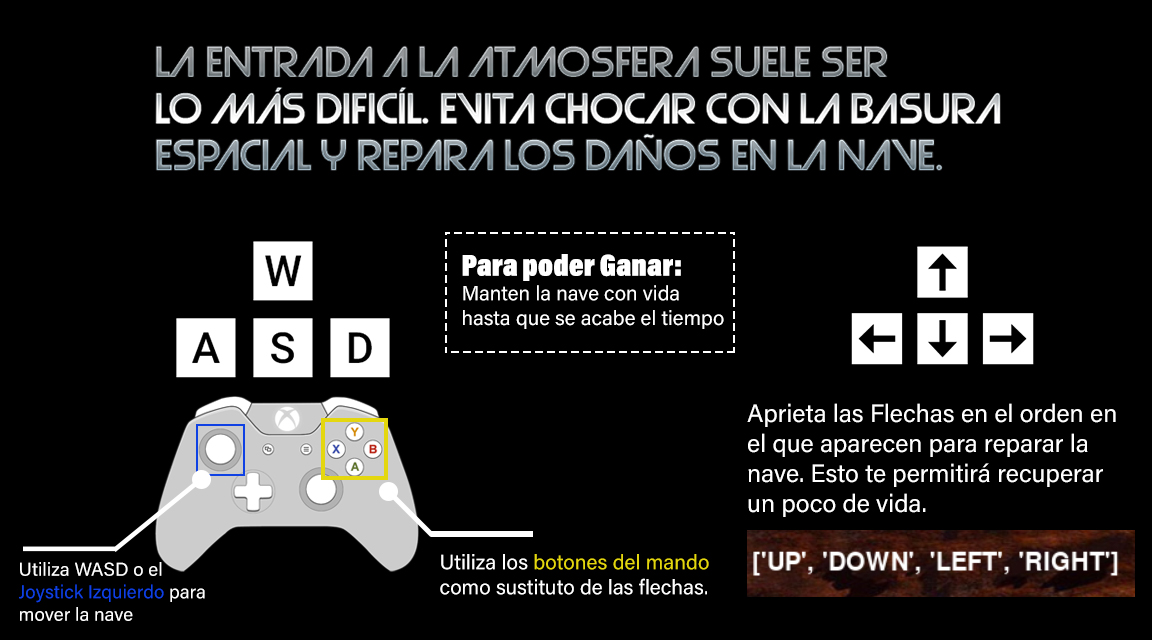 LA ENTRADA A LA ATMOSFERA SUELE SER
LO MÁS DIFICÍL. EVITA CHOCAR CON LA BASURA
ESPACIAL Y REPARA LOS DAÑOS EN LA NAVE.
W
A S D
Para poder Ganar:
Manten la nave con vida
hasta que se acabe el tiempo
Y
X B
A
Utiliza WASD o el
Joystick Izquierdo para
mover la nave
Utiliza los botones del mando
como sustituto de las flechas.
Aprieta las Flechas en el orden en
el que aparecen para reparar la
nave. Esto te permitirá recuperar
un poco de vida.
['UP', 'DOWN', 'LEFT', 'RIGHT']